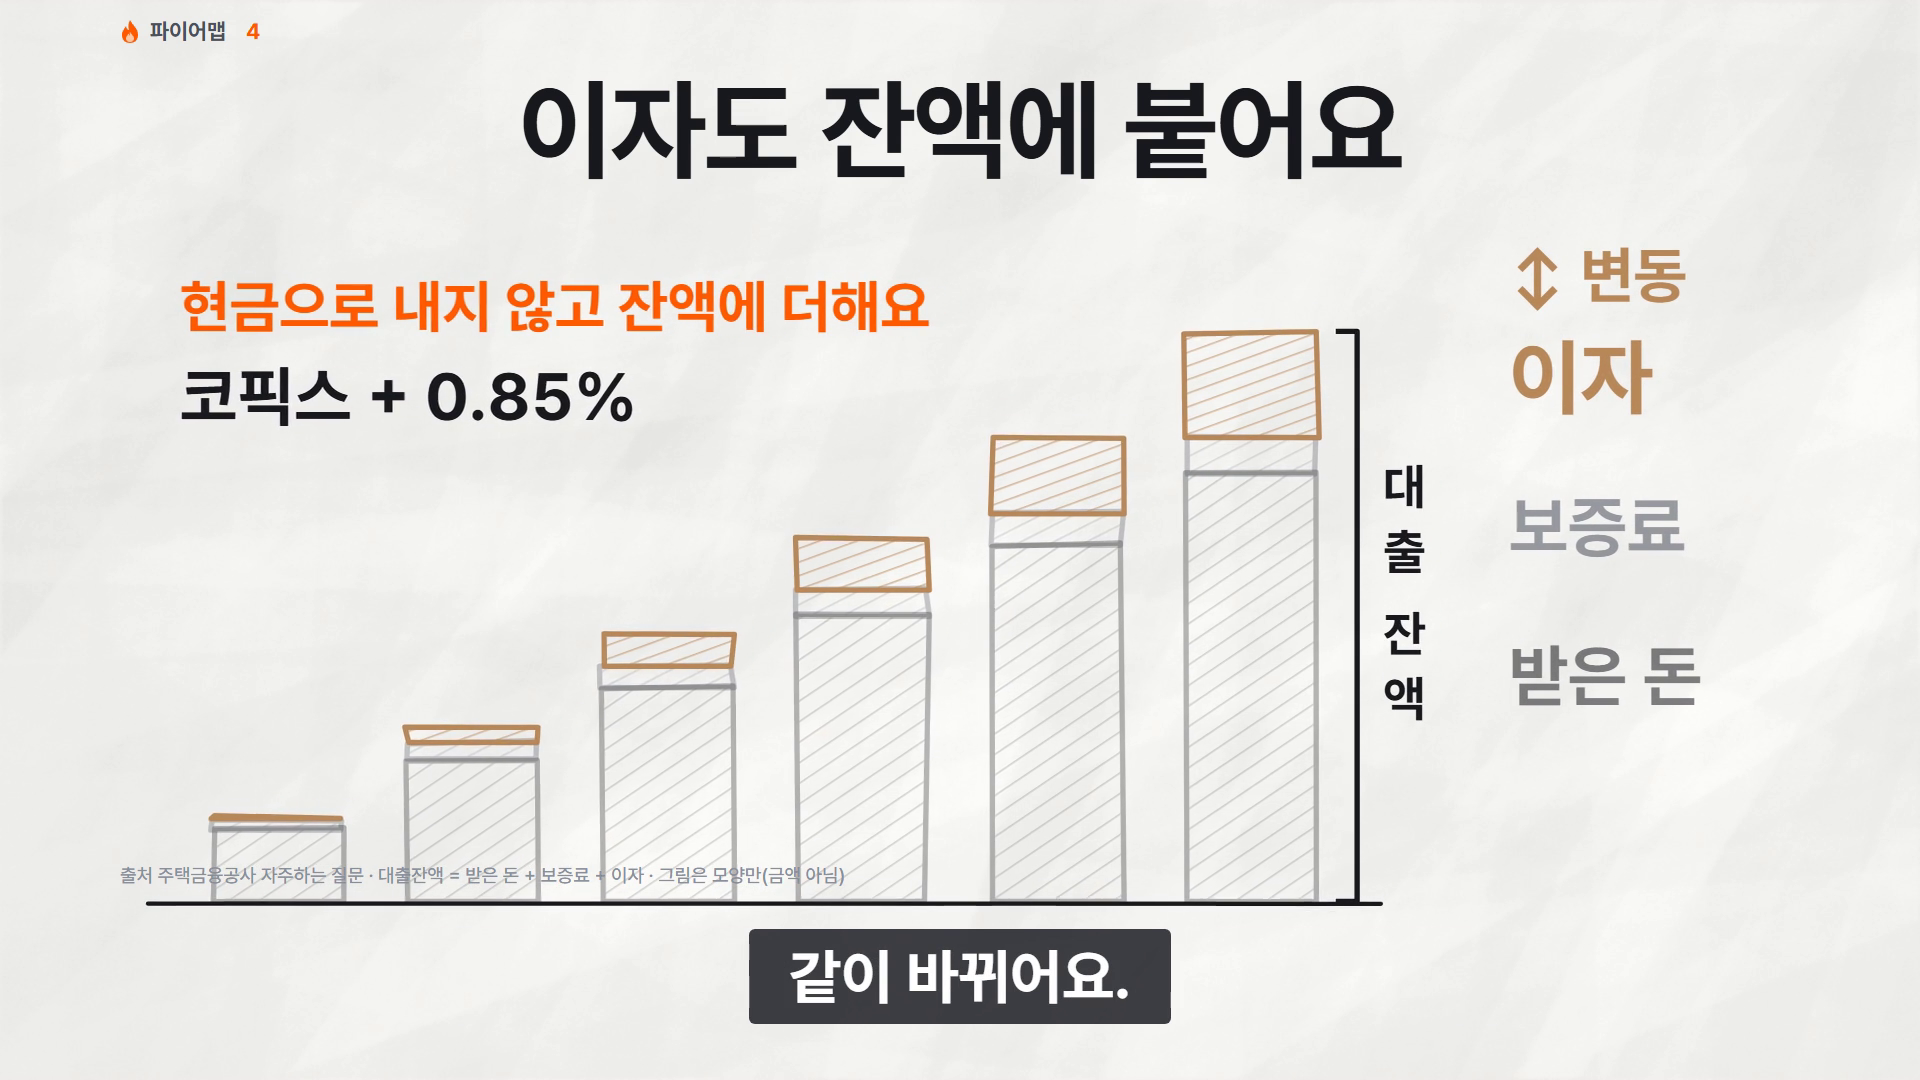 파이어맵 4
이자도 잔액에 붙어요
현금으로 내지 않고 잔액에 더해요
코픽스 + 0.85%
↕ 변동
이자
보증료
받은 돈
대출 잔액
출처 주택금융공사 자주하는 질문 · 대출잔액 = 받은 돈 + 보증료 + 이자 · 그림은 모양만(금액 아님)
같이 바뀌어요.